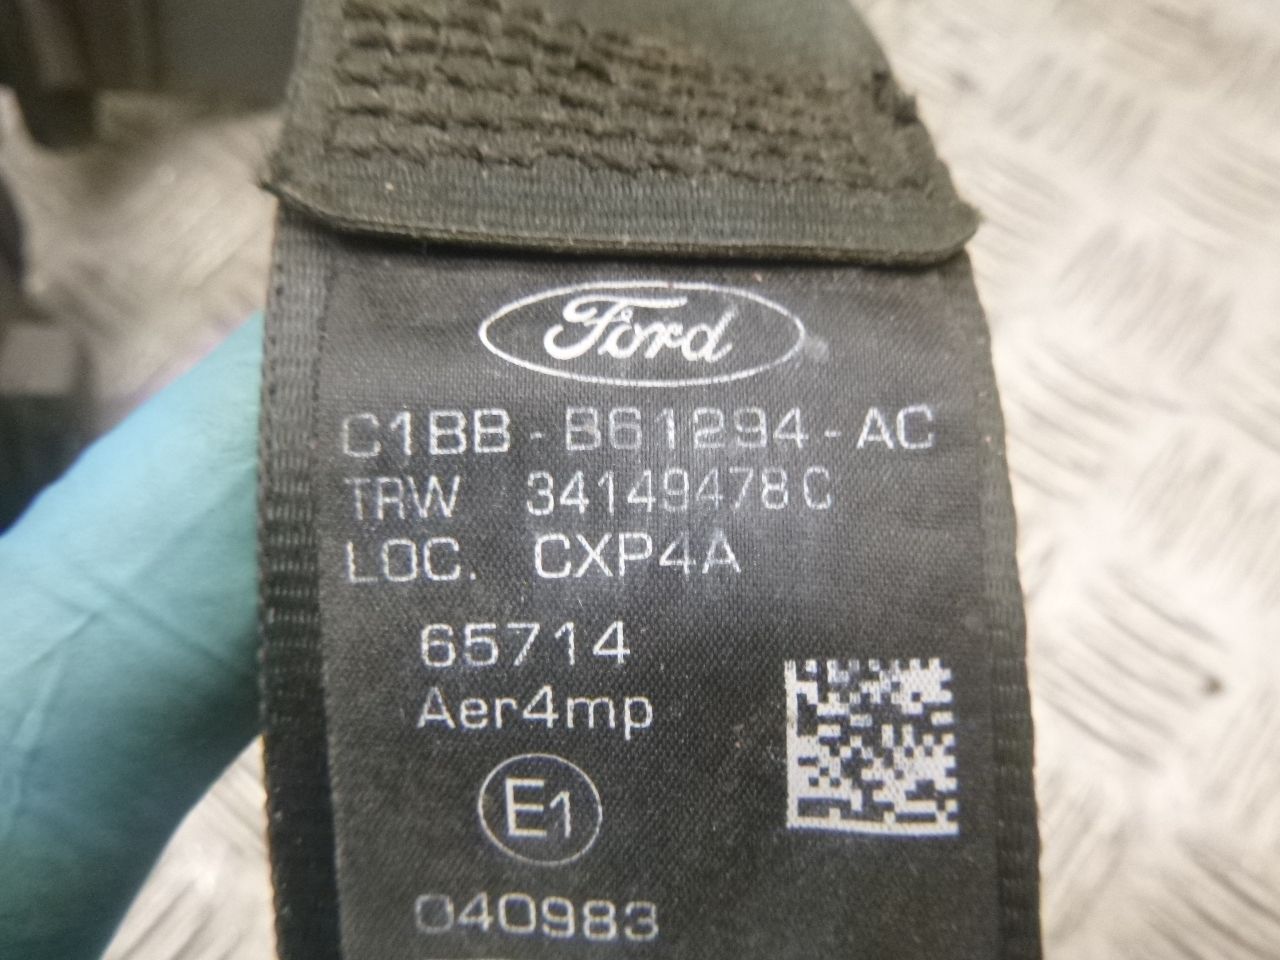 Ford
C1BB-B61294-AC
TRW 34149478C
LOC. CXP4A
65714
Aer4mp
E1
040983